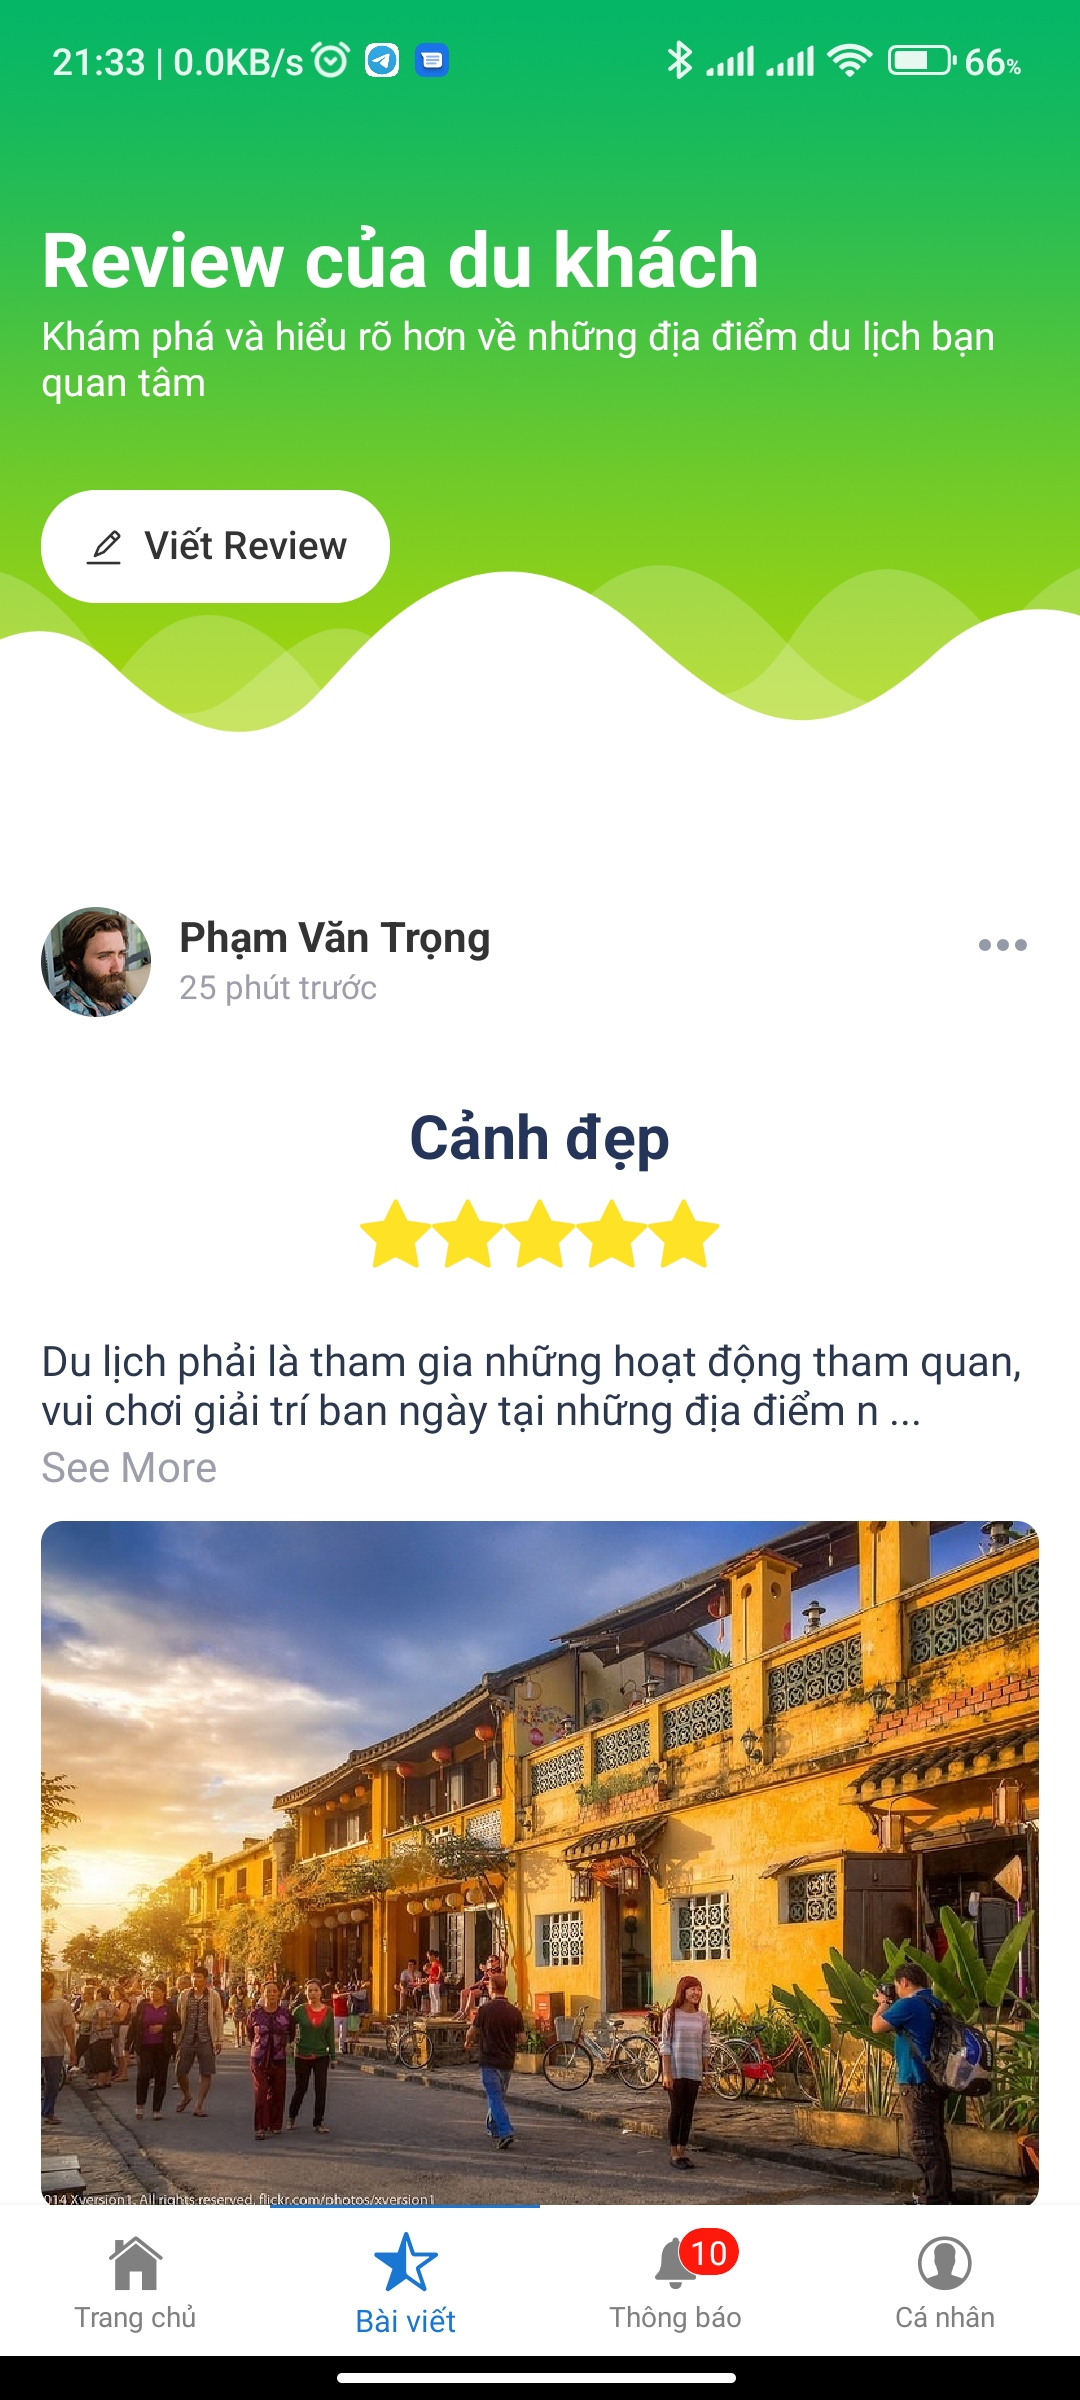 21:33 | 0.0KB/s
66%
Review của du khách
Khám phá và hiểu rõ hơn về những địa điểm du lịch bạn
quan tâm
Viết Review
Phạm Văn Trọng
25 phút trước
Cảnh đẹp
Du lịch phải là tham gia những hoạt động tham quan,
vui chơi giải trí ban ngày tại những địa điểm n ...
See More
014 Xversion1. All rights reserved. flickr.com/photos/xversion1
10
Trang chủ
Bài viết
Thông báo
Cá nhân